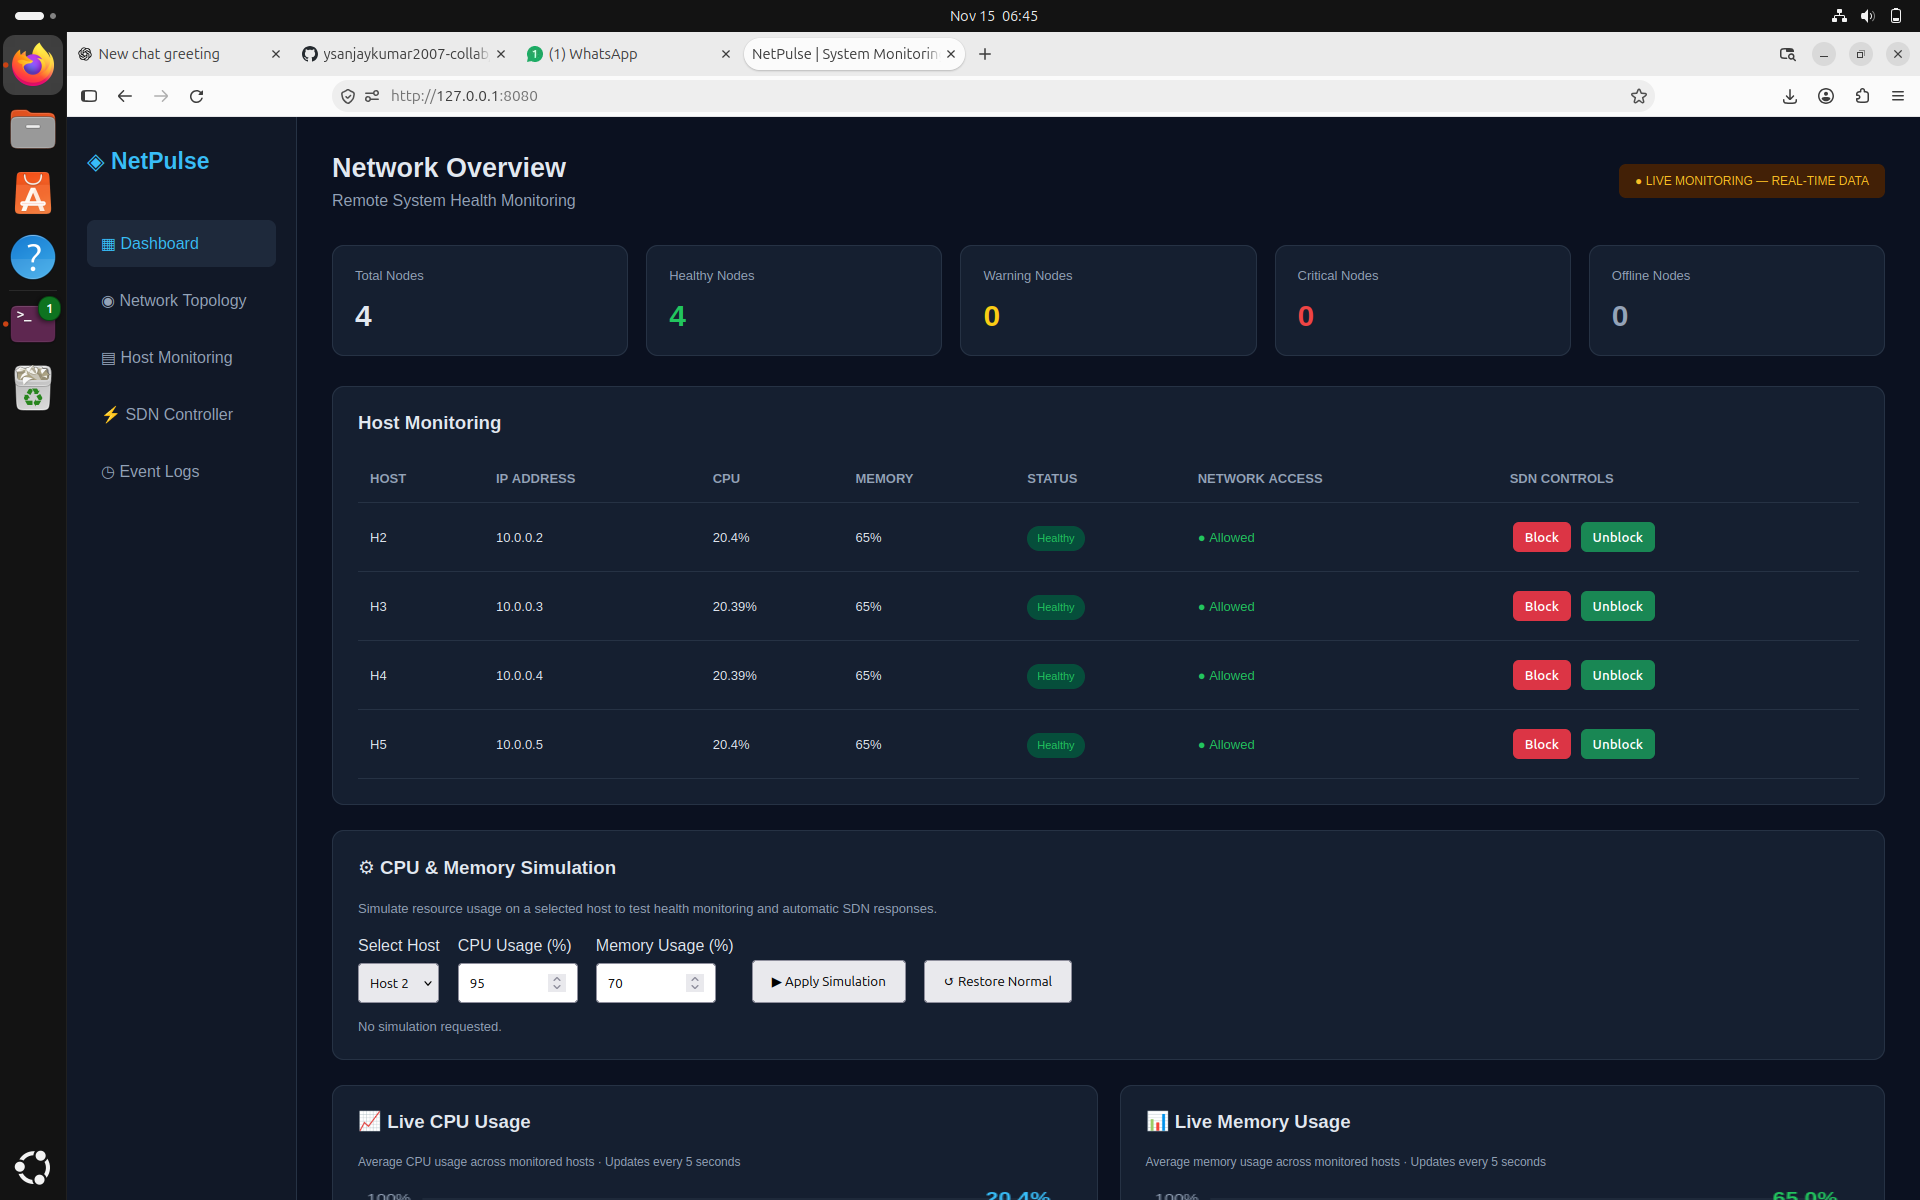 Nov 15 06:45
New chat greeting
ysanjaykumar2007-collab
1
(1) WhatsApp
NetPulse | System Monitorin
http://127.0.0.1:8080
NetPulse
Dashboard
Network Topology
Host Monitoring
SDN Controller
Event Logs
1
Network Overview
Remote System Health Monitoring
● LIVE MONITORING — REAL-TIME DATA
Total Nodes
4
Healthy Nodes
4
Warning Nodes
0
Critical Nodes
0
Offline Nodes
0
Host Monitoring
HOST IP ADDRESS CPU MEMORY STATUS NETWORK ACCESS SDN CONTROLS
H2 10.0.0.2 20.4% 65% Healthy ● Allowed Block Unblock
H3 10.0.0.3 20.39% 65% Healthy ● Allowed Block Unblock
H4 10.0.0.4 20.39% 65% Healthy ● Allowed Block Unblock
H5 10.0.0.5 20.4% 65% Healthy ● Allowed Block Unblock
⚙ CPU & Memory Simulation
Simulate resource usage on a selected host to test health monitoring and automatic SDN responses.
Select Host CPU Usage (%) Memory Usage (%)
Host 2 95 70 ▶ Apply Simulation ↺ Restore Normal
No simulation requested.
Live CPU Usage
Average CPU usage across monitored hosts · Updates every 5 seconds
100% 20.4%
Live Memory Usage
Average memory usage across monitored hosts · Updates every 5 seconds
100% 65.0%